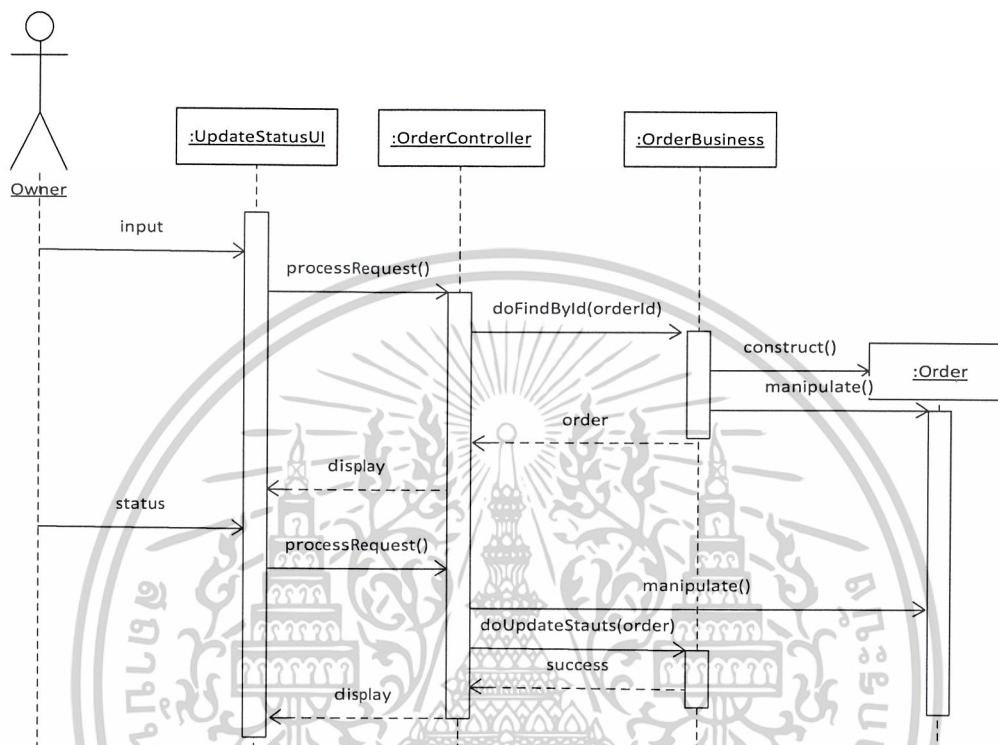 :UpdateStatusUI
:OrderController
:OrderBusiness
Owner
input
processRequest()
doFindById(orderId)
construct()
:Order
manipulate()
order
display
status
processRequest()
manipulate()
doUpdateStauts(order)
success
display